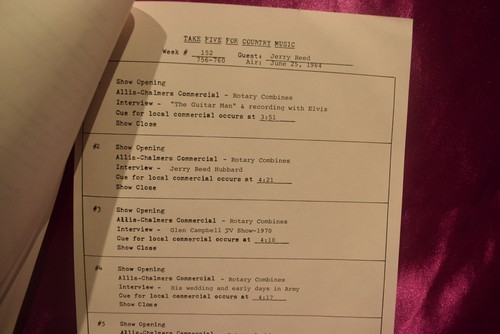 TAKE FIVE FOR COUNTRY MUSIC
Week # 152 Guest: Jerry Reed
756-760 Air: June 25, 1984
Show Opening
Allis-Chalmers Commercial - Rotary Combines
Interview - "The Guitar Man" & recording with Elvis
Cue for local commercial occurs at 3:51
Show Close
#2 Show Opening
Allis-Chalmers Commercial - Rotary Combines
Interview - Jerry Reed Hubbard
Cue for local commercial occurs at 4:21
Show Close
#3 Show Opening
Allis-Chalmers Commercial - Rotary Combines
Interview - Glen Campbell TV Show-1970
Cue for local commercial occurs at 4:10
Show Close
#4 Show Opening
Allis-Chalmers Commercial - Rotary Combines
Interview - His wedding and early days in Army
Cue for local commercial occurs at 4:17
Show Close
#5 Show Opening
Allis-Chalmers Commercial - Rotary Combines